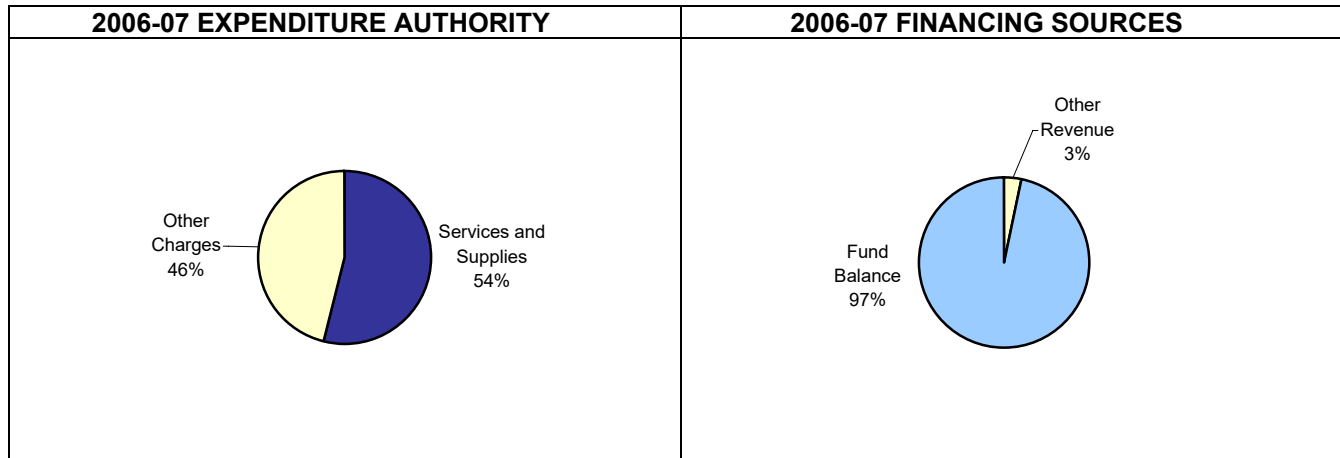 2006-07 EXPENDITURE AUTHORITY
2006-07 FINANCING SOURCES
Other
Charges
46%
Services and
Supplies
54%
Other
Revenue
3%
Fund
Balance
97%